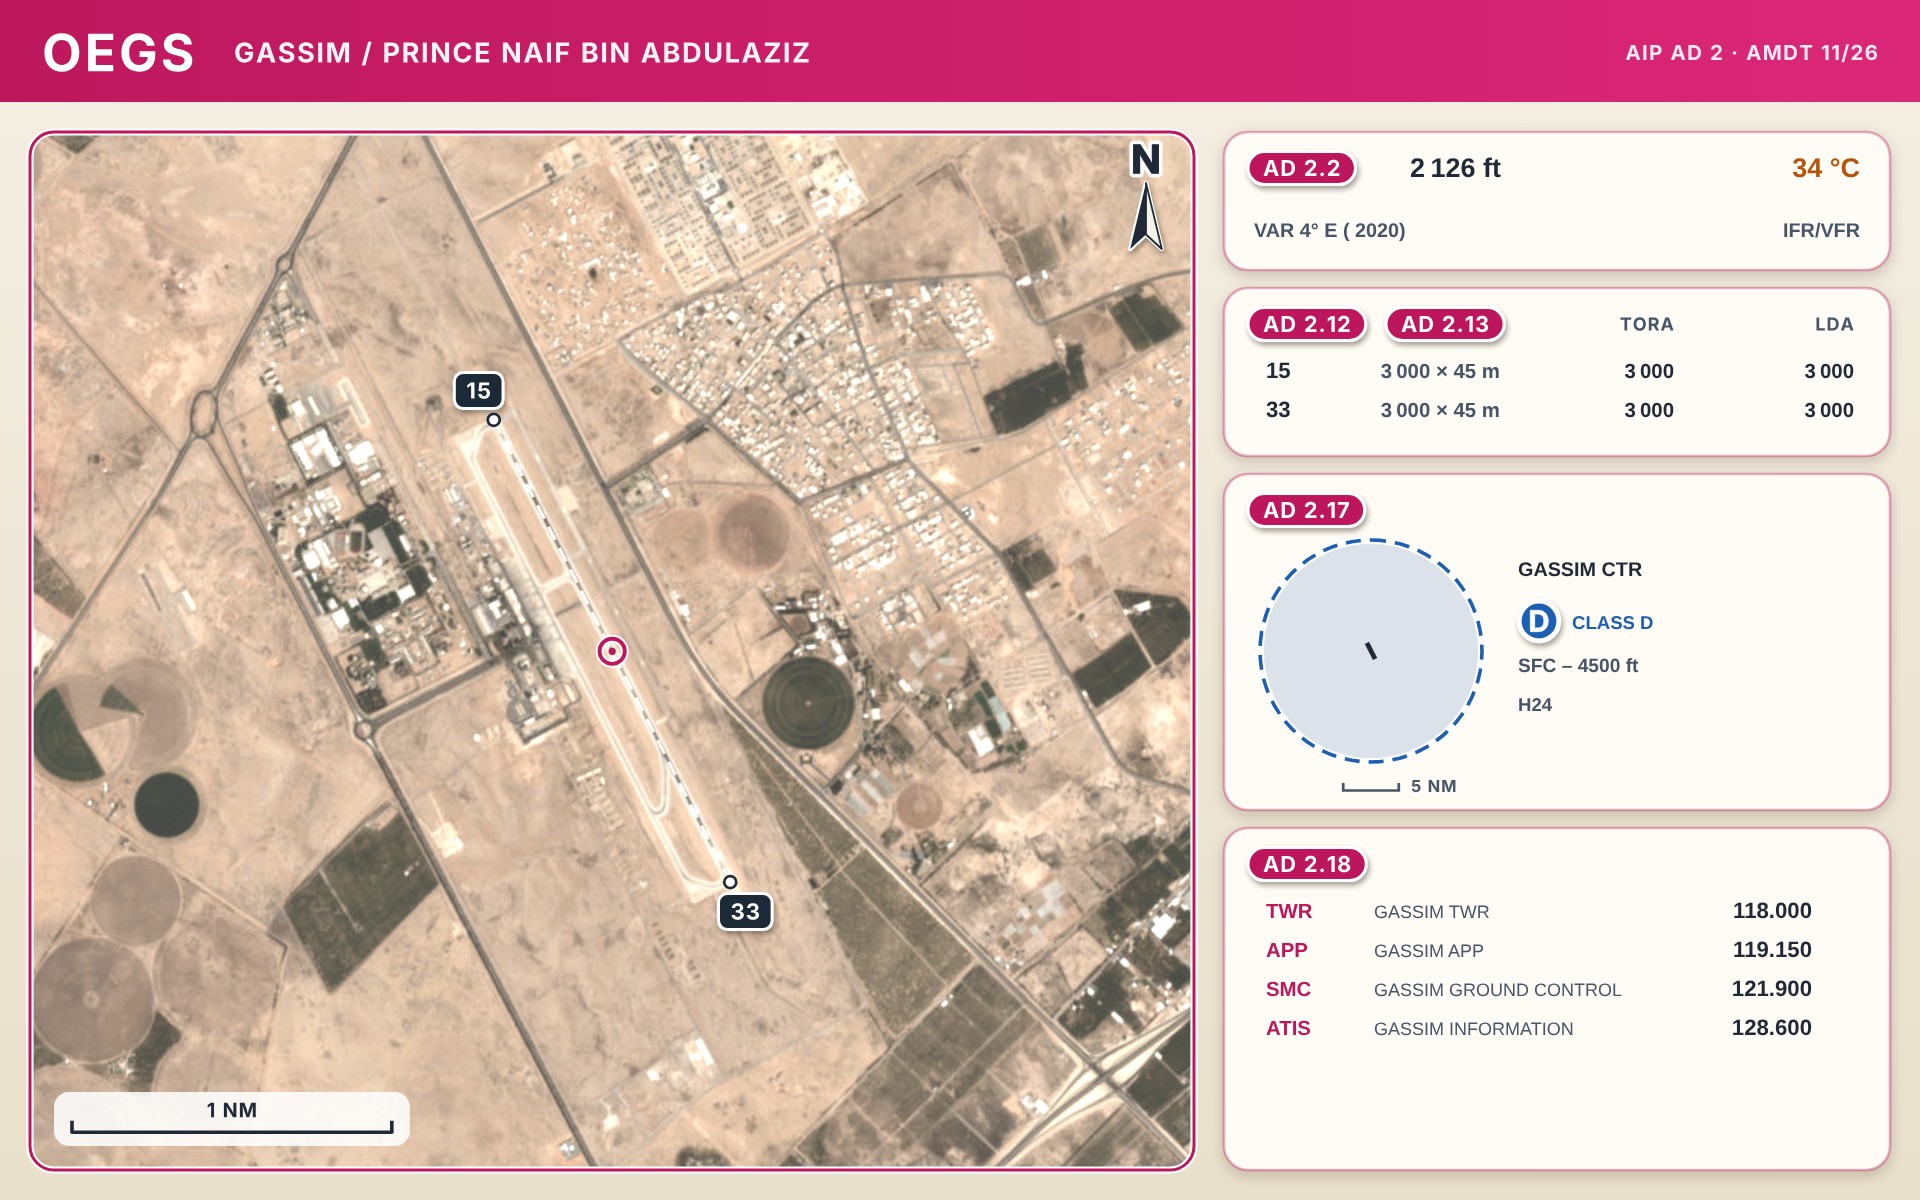 OEGS GASSIM / PRINCE NAIF BIN ABDULAZIZ AIP AD 2 · AMDT 11/26
N
15
33
1 NM
AD 2.2 2 126 ft 34 °C
VAR 4° E ( 2020) IFR/VFR
AD 2.12 AD 2.13 TORA LDA
15 3 000 × 45 m 3 000 3 000
33 3 000 × 45 m 3 000 3 000
AD 2.17
GASSIM CTR
D CLASS D
SFC – 4500 ft
H24
5 NM
AD 2.18
TWR GASSIM TWR 118.000
APP GASSIM APP 119.150
SMC GASSIM GROUND CONTROL 121.900
ATIS GASSIM INFORMATION 128.600